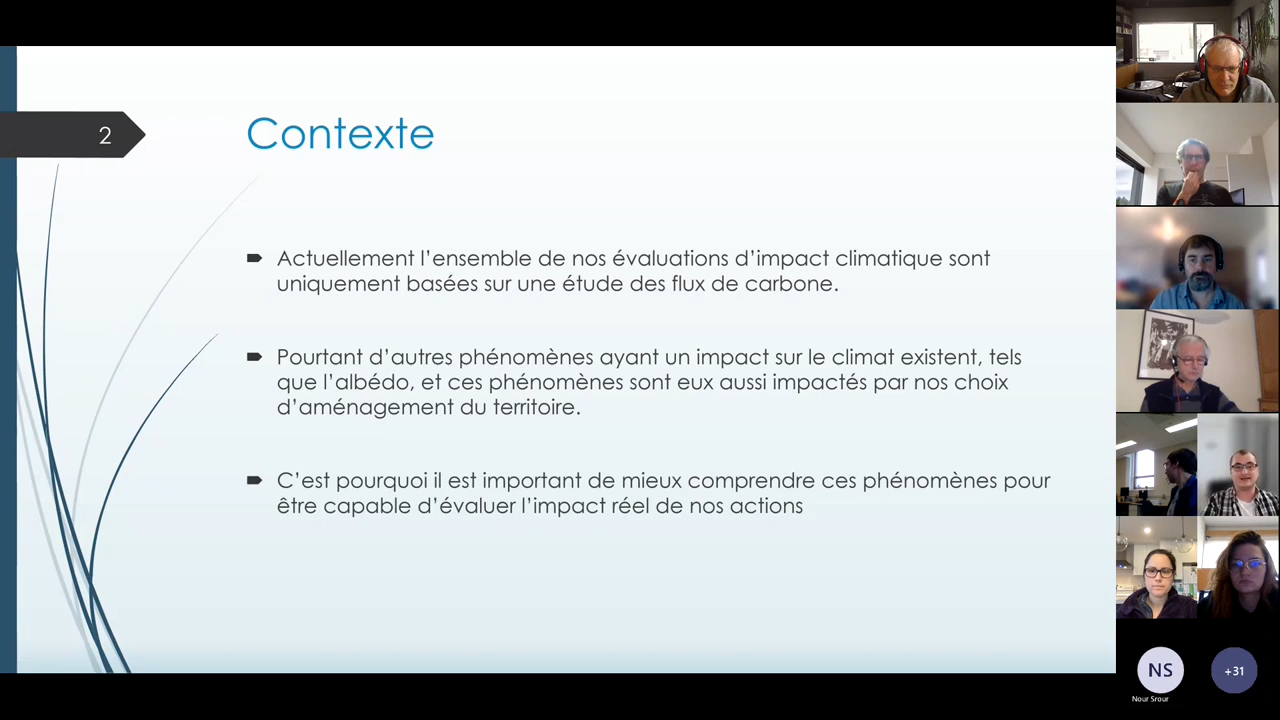 2
Contexte
Actuellement l’ensemble de nos évaluations d’impact climatique sont
uniquement basées sur une étude des flux de carbone.
Pourtant d’autres phénomènes ayant un impact sur le climat existent, tels
que l’albédo, et ces phénomènes sont eux aussi impactés par nos choix
d’aménagement du territoire.
C’est pourquoi il est important de mieux comprendre ces phénomènes pour
être capable d’évaluer l’impact réel de nos actions
NS
+31
Nour Srour